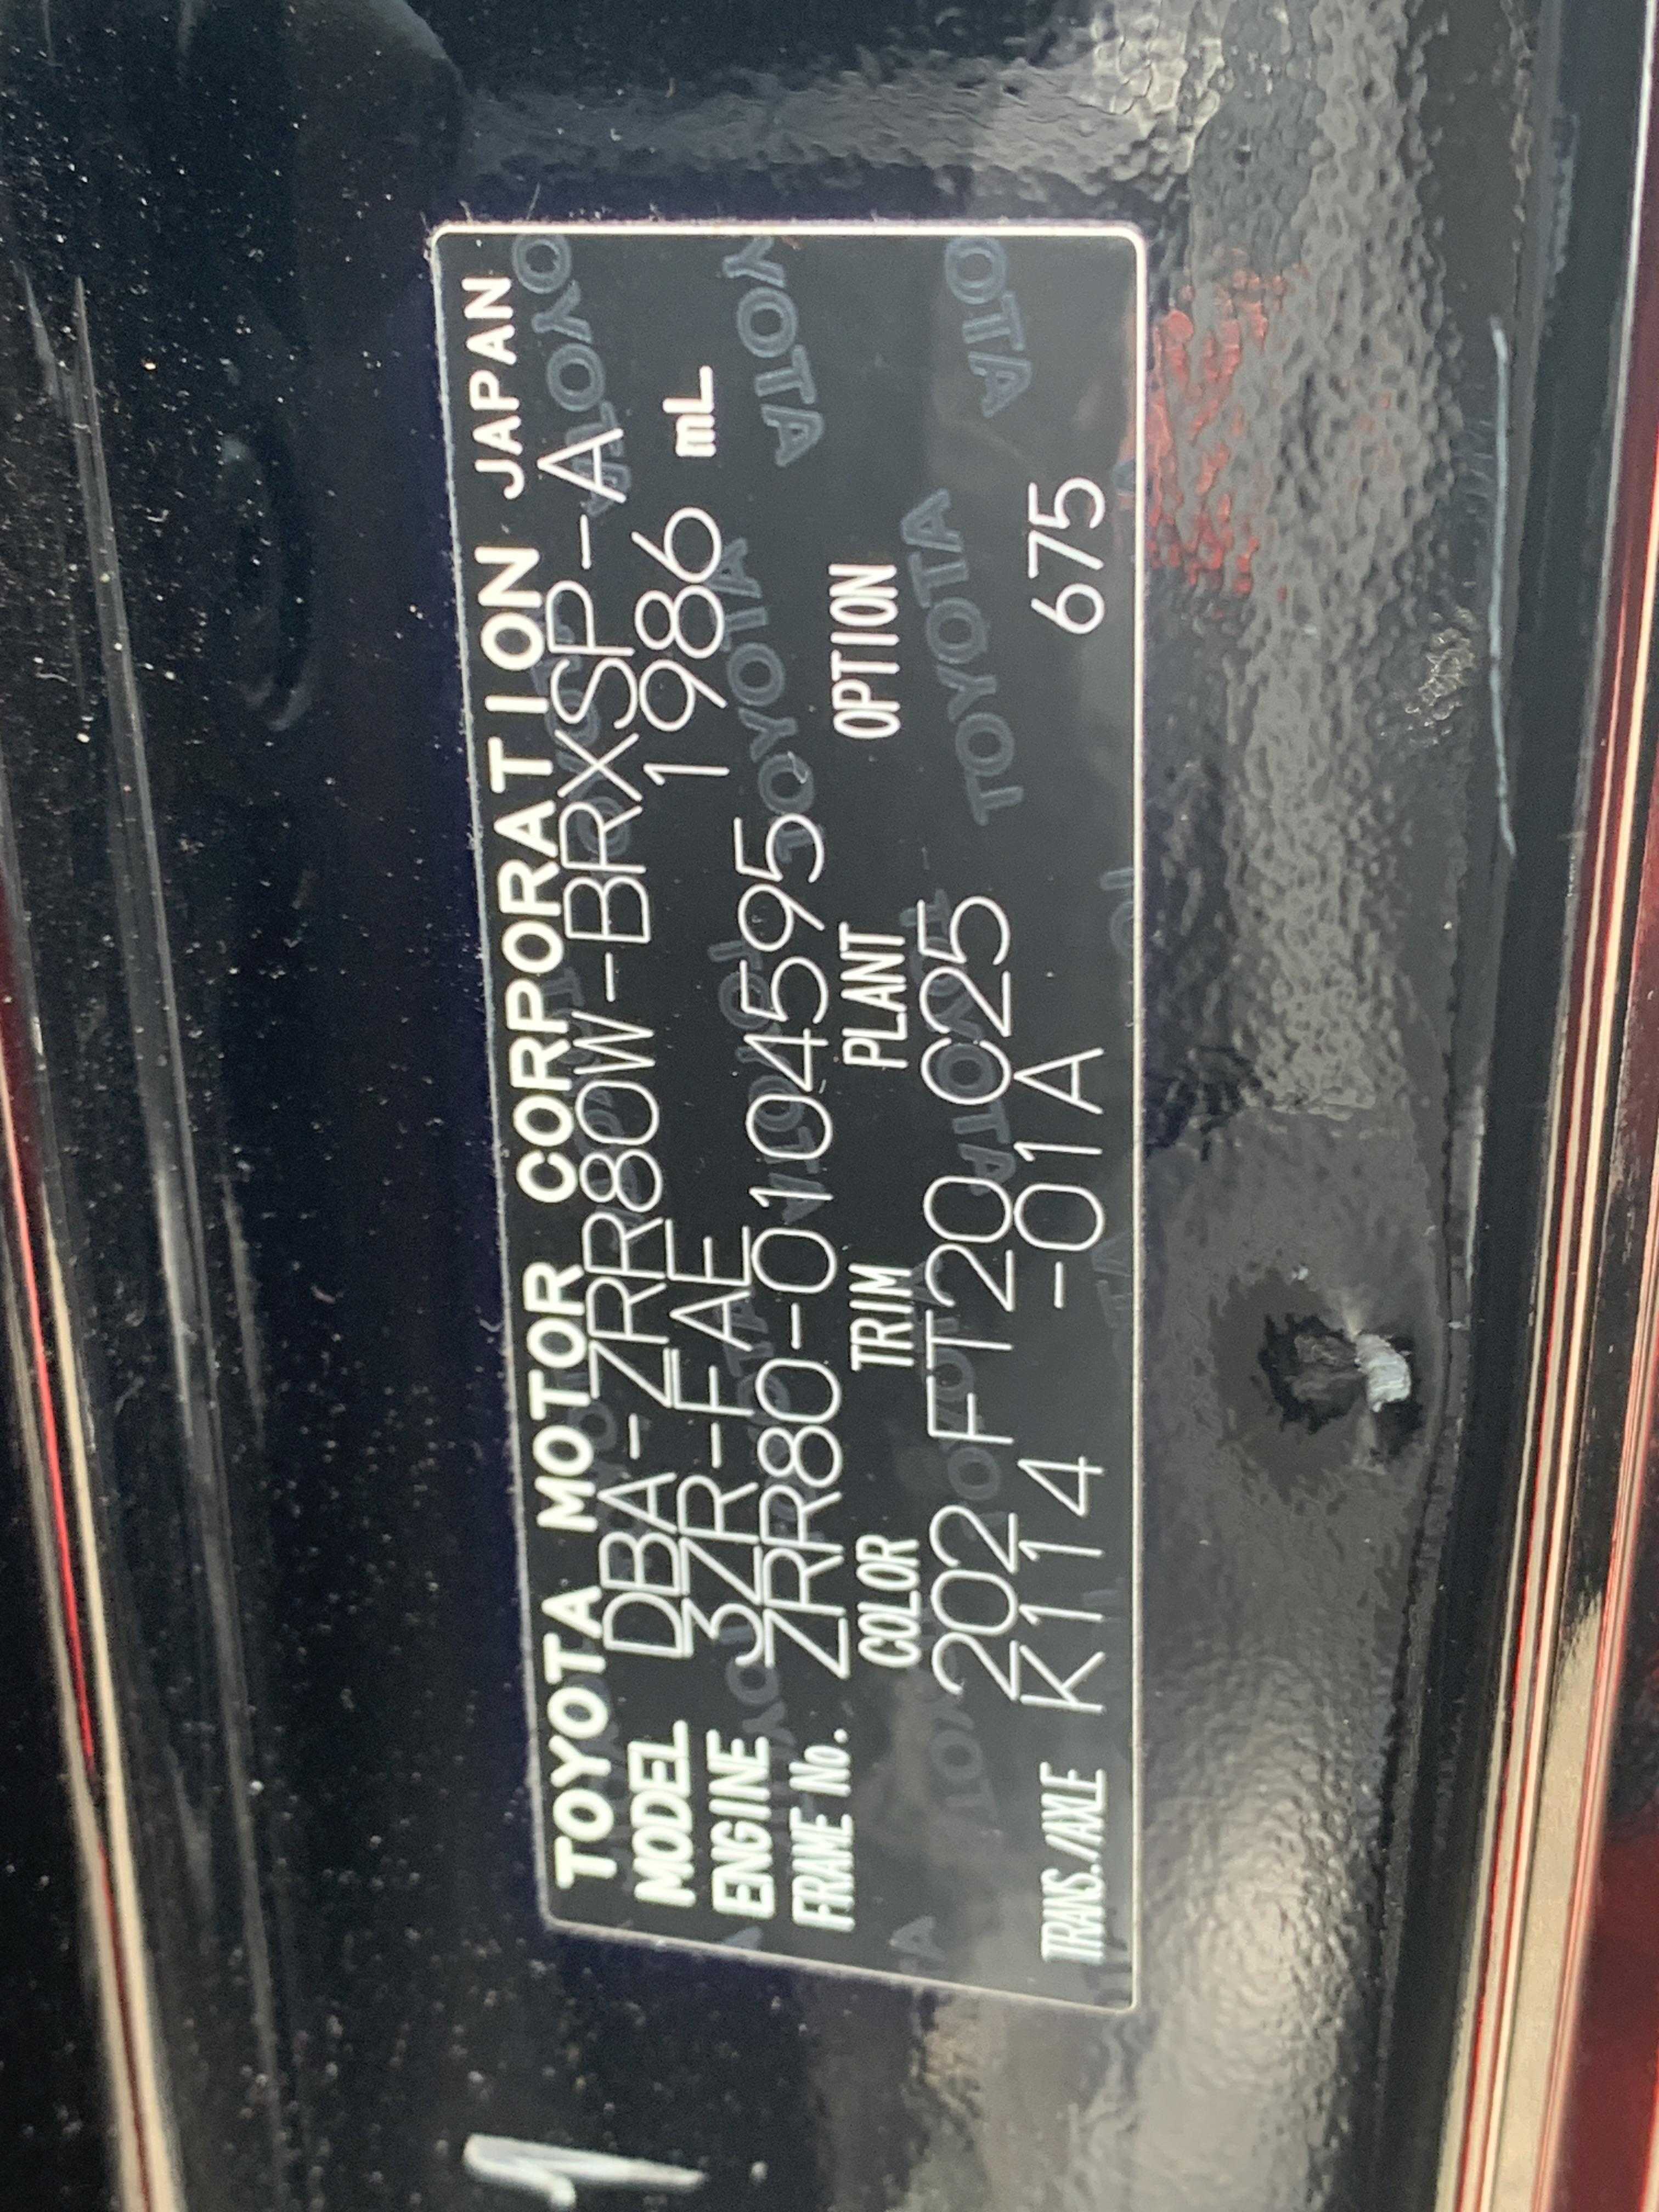 TOYOTA MOTOR CORPORATION JAPAN
MODEL DBA-ZRR80W-BRXSP-A
ENGINE 3ZR-FAE 1986 mL
FRAME No. ZRR80-0104595
COLOR TRIM PLANT OPTION
202 FT20 C25
TRANS./AXLE K114 -01A 675